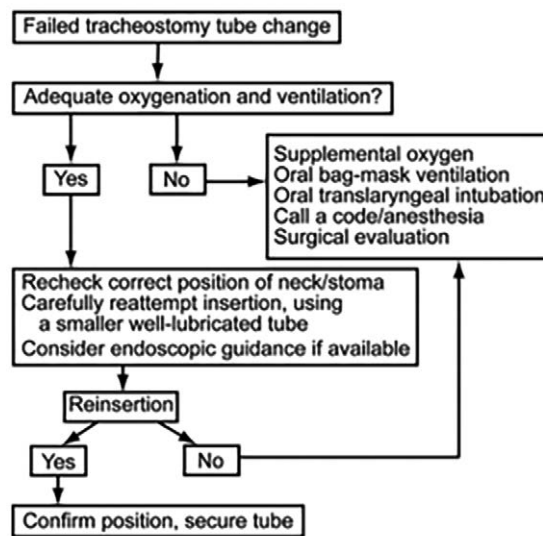 Failed tracheostomy tube change
Adequate oxygenation and ventilation?
Yes
No
Supplemental oxygen
Oral bag-mask ventilation
Oral translaryngeal intubation
Call a code/anesthesia
Surgical evaluation
Recheck correct position of neck/stoma
Carefully reattempt insertion, using
a smaller well-lubricated tube
Consider endoscopic guidance if available
Reinsertion
Yes
No
Confirm position, secure tube